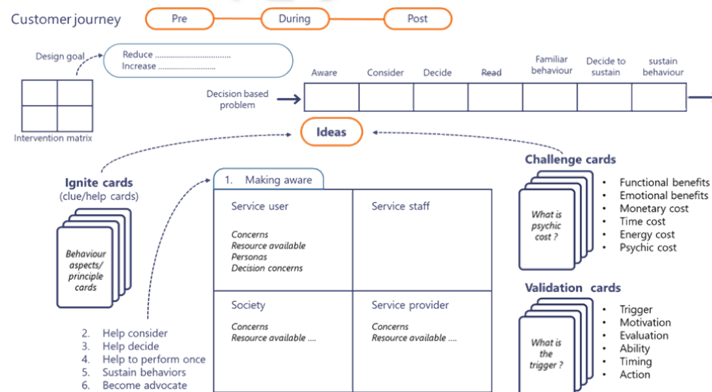 Customer journey
Pre
During
Post
Design goal
Reduce ................................
Increase ........................
Intervention matrix
Decision based
problem
Aware
Consider
Decide
Read
Familiar
behaviour
Decide to
sustain
sustain
behaviour
Ideas
Ignite cards
(clue/help cards)
Behaviour
aspects/
principle
cards
1. Making aware
Service user
Concerns
Resource available
Personas
Decision concerns
Service staff
Society
Concerns
Resource available ....
Service provider
Concerns
Resource available ....
2. Help consider
3. Help decide
4. Help to perform once
5. Sustain behaviors
6. Become advocate
Challenge cards
What is
psychic
cost ?
• Functional benefits
• Emotional benefits
• Monetary cost
• Time cost
• Energy cost
• Psychic cost
Validation cards
What is
the
trigger ?
• Trigger
• Motivation
• Evaluation
• Ability
• Timing
• Action